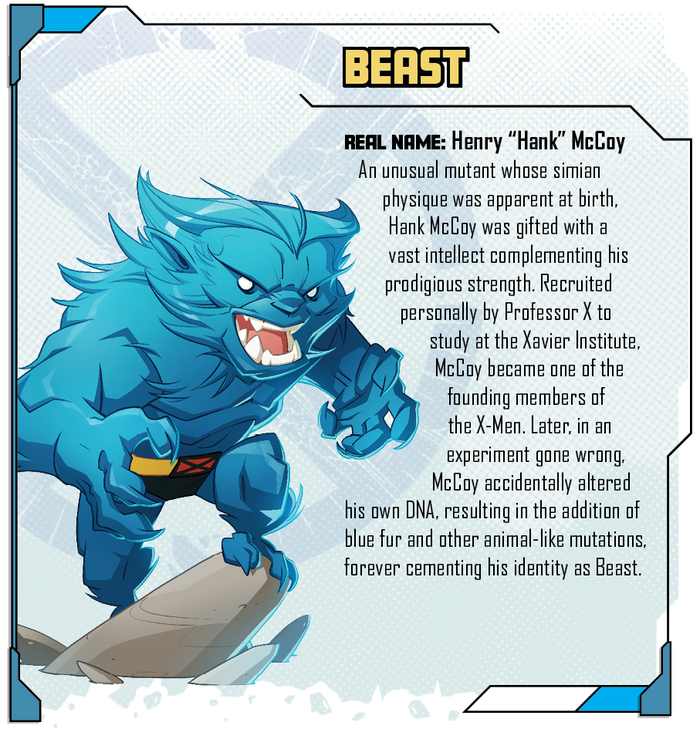 BEAST
REAL NAME: Henry “Hank” McCoy
An unusual mutant whose simian
physique was apparent at birth,
Hank McCoy was gifted with a
vast intellect complementing his
prodigious strength. Recruited
personally by Professor X to
study at the Xavier Institute,
McCoy became one of the
founding members of
the X-Men. Later, in an
experiment gone wrong,
McCoy accidentally altered
his own DNA, resulting in the addition of
blue fur and other animal-like mutations,
forever cementing his identity as Beast.